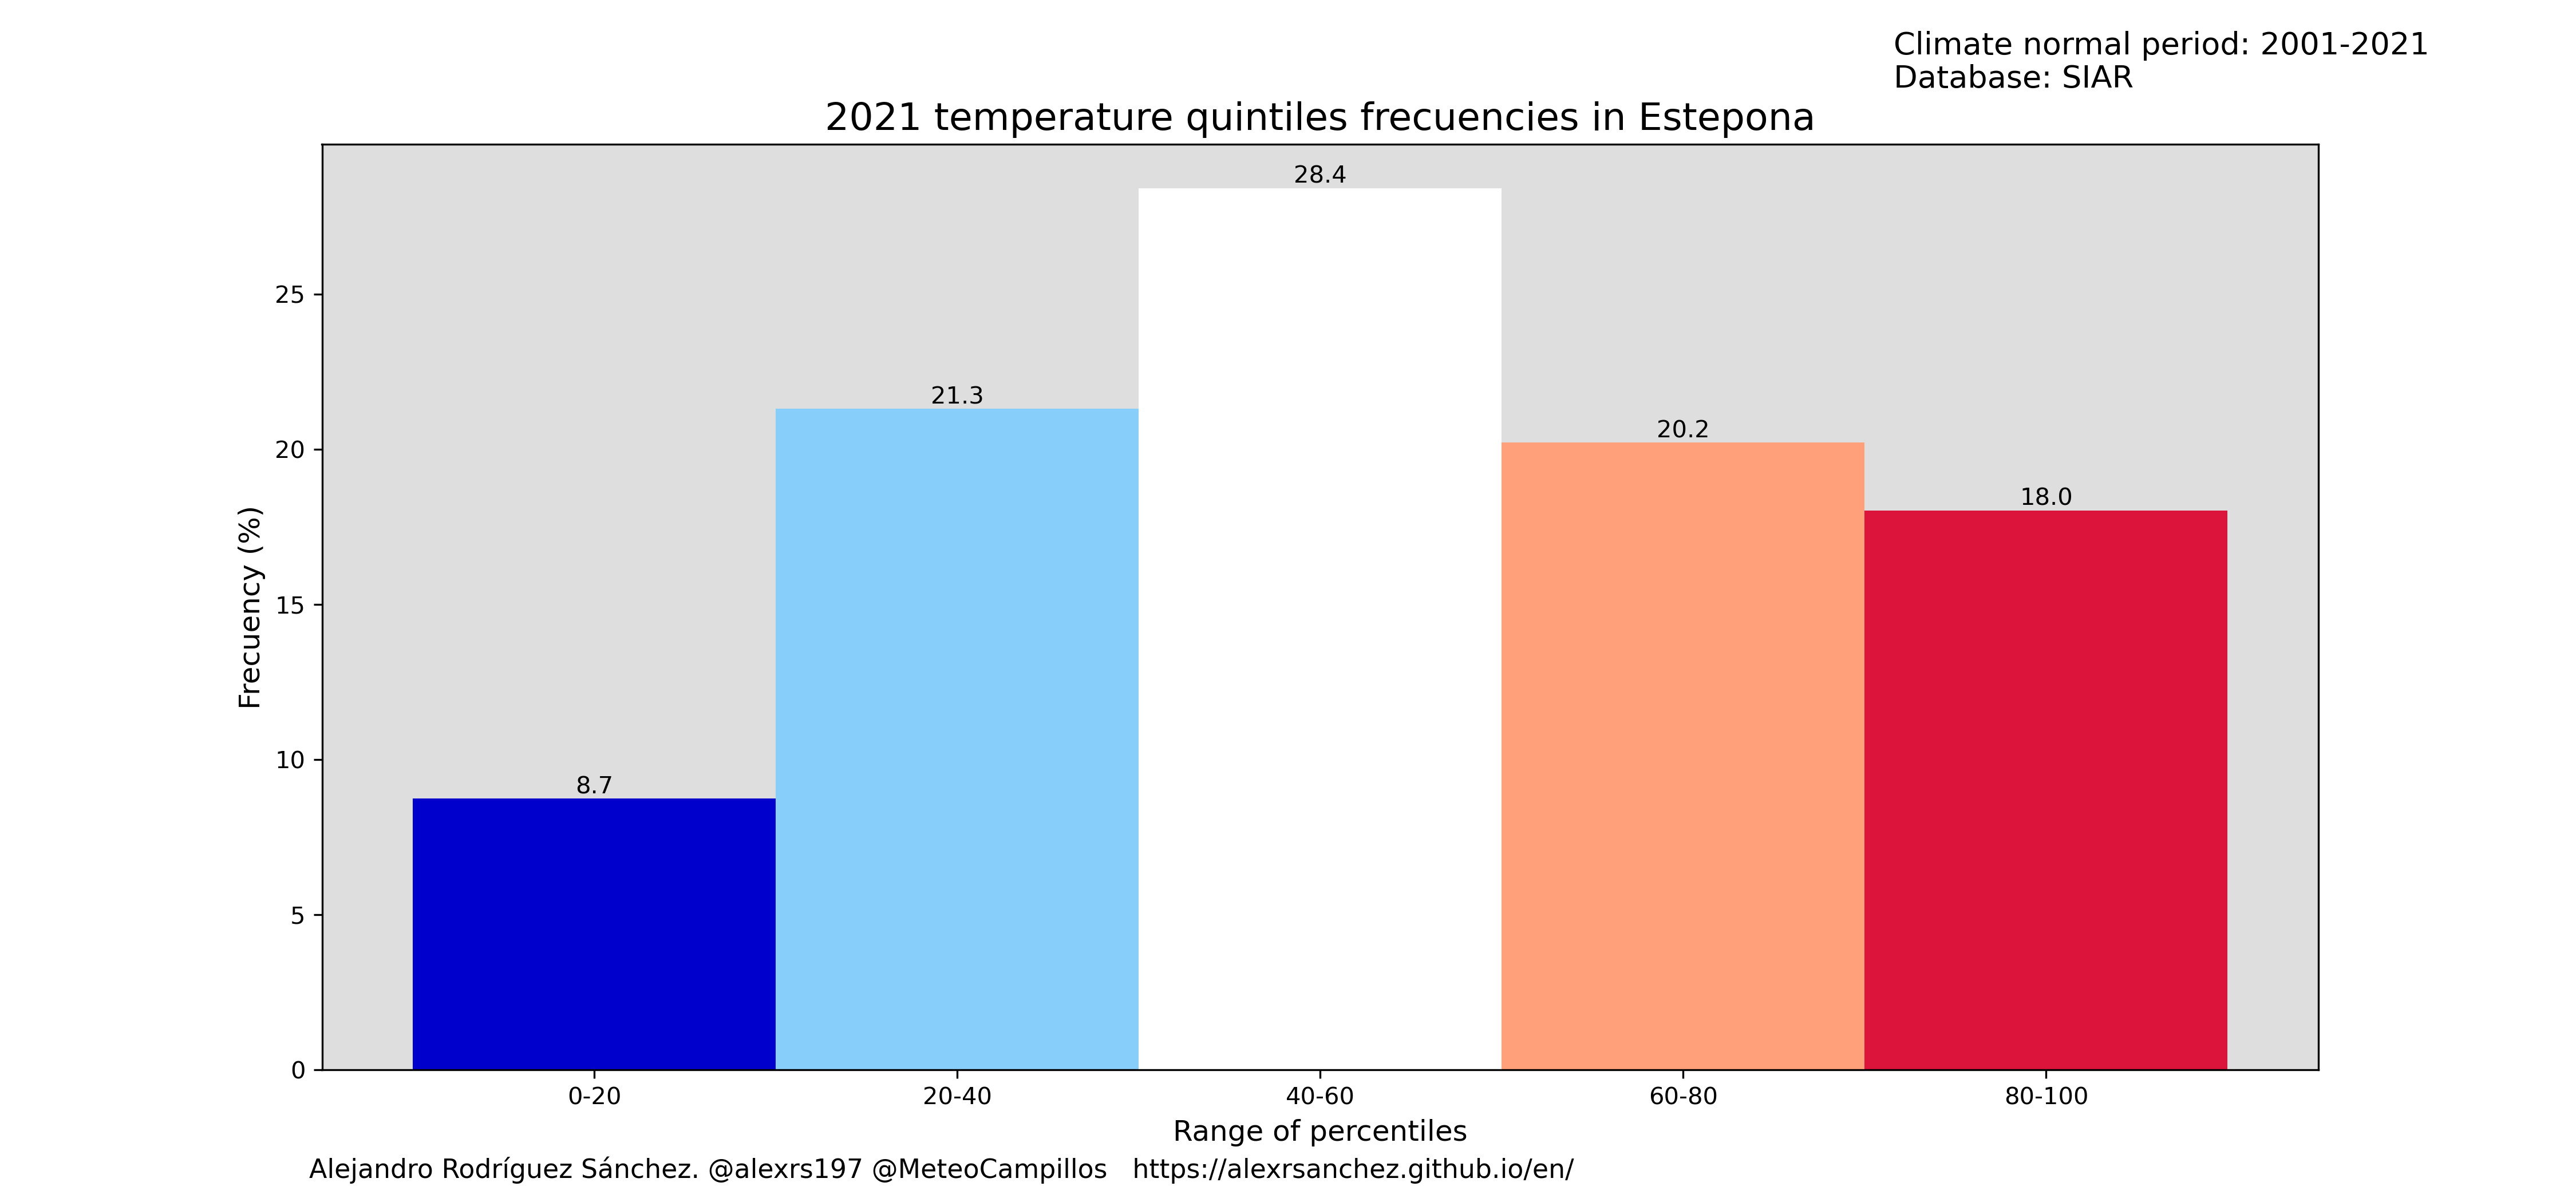 Climate normal period: 2001-2021
Database: SIAR
2021 temperature quintiles frecuencies in Estepona
28.4
25
21.3
20.2
20
18.0
15
Frecuency (%)
10
8.7
5
0
0-20 20-40 40-60 60-80 80-100
Range of percentiles
Alejandro Rodríguez Sánchez. @alexrs197 @MeteoCampillos https://alexrsanchez.github.io/en/